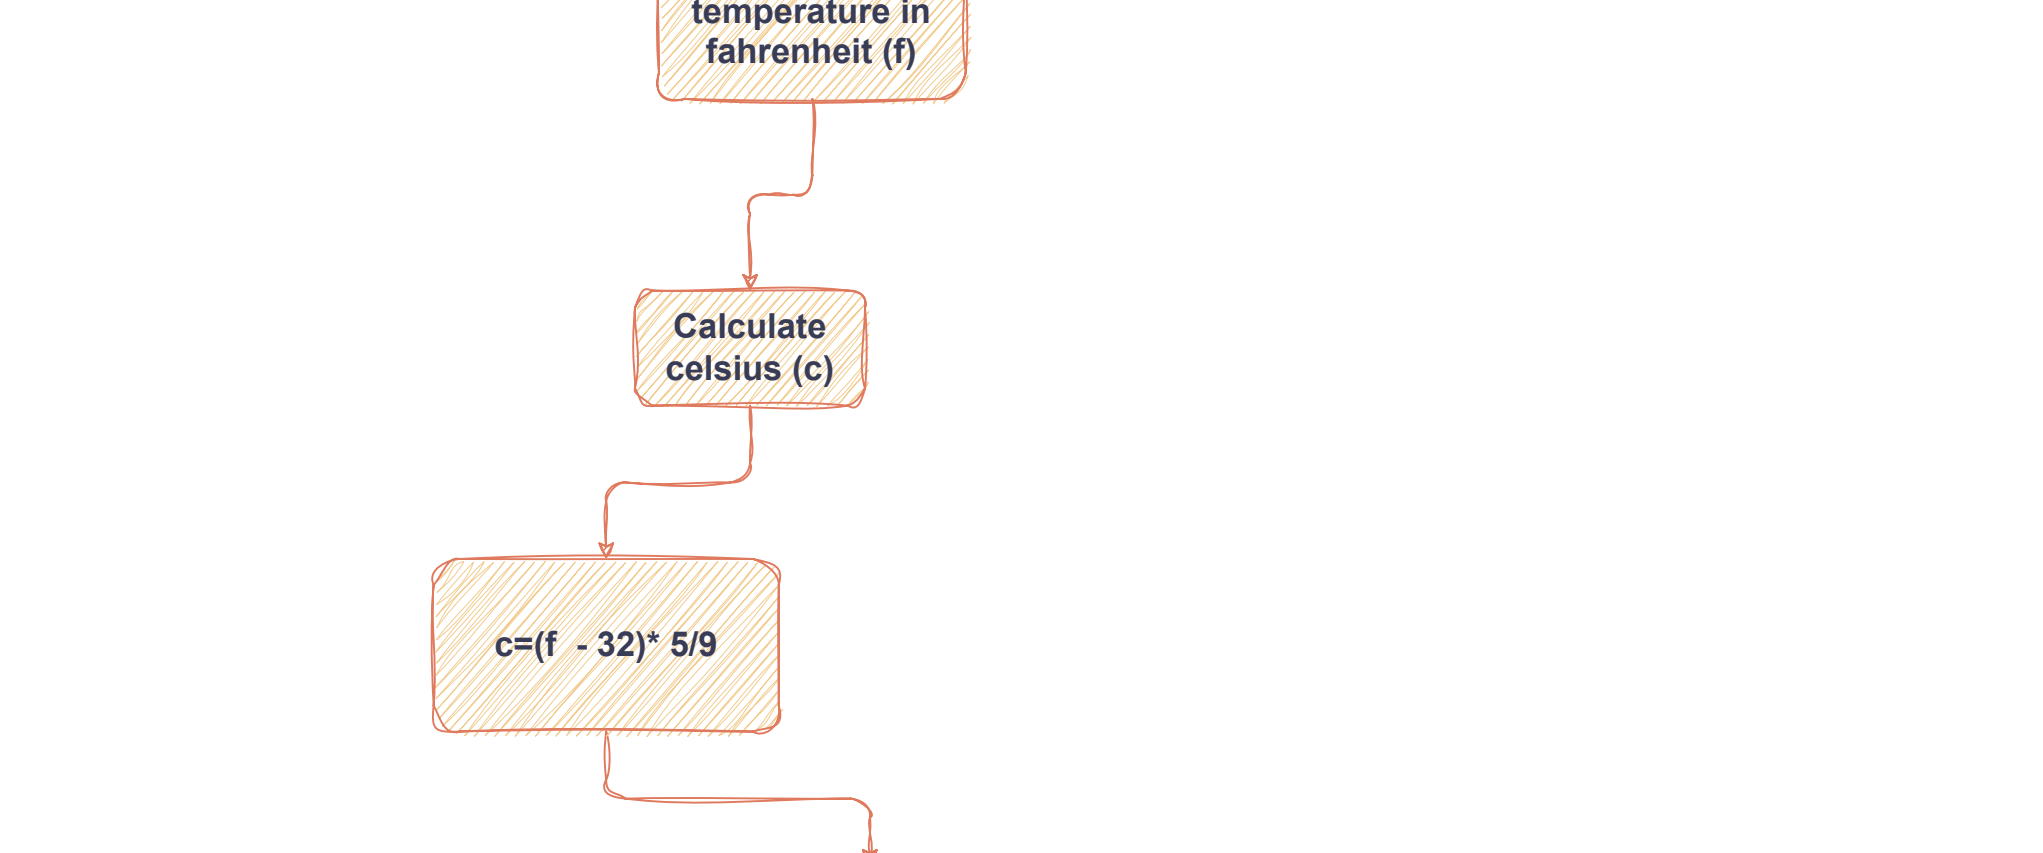 temperature in
fahrenheit (f)
Calculate
celsius (c)
c=(f  - 32)* 5/9